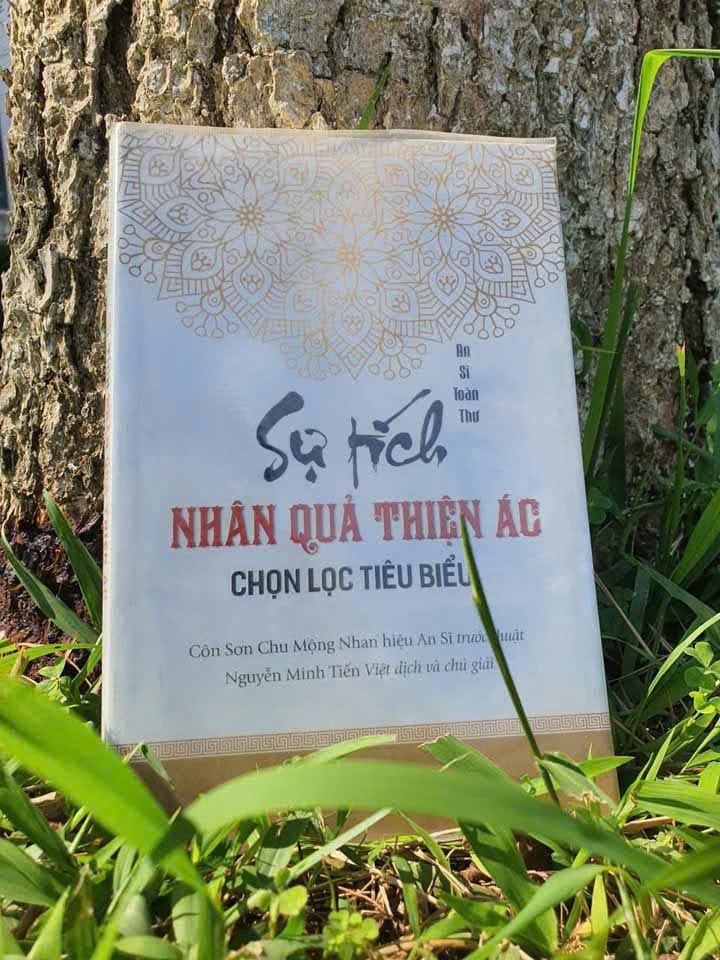 An
Sĩ
Toàn
Thư
Sự tích
NHÂN QUẢ THIỆN ÁC
CHỌN LỌC TIÊU BIỂU
Côn Sơn Chu Mộng Nhan hiệu An Sĩ trước thuật
Nguyễn Minh Tiến Việt dịch và chú giải